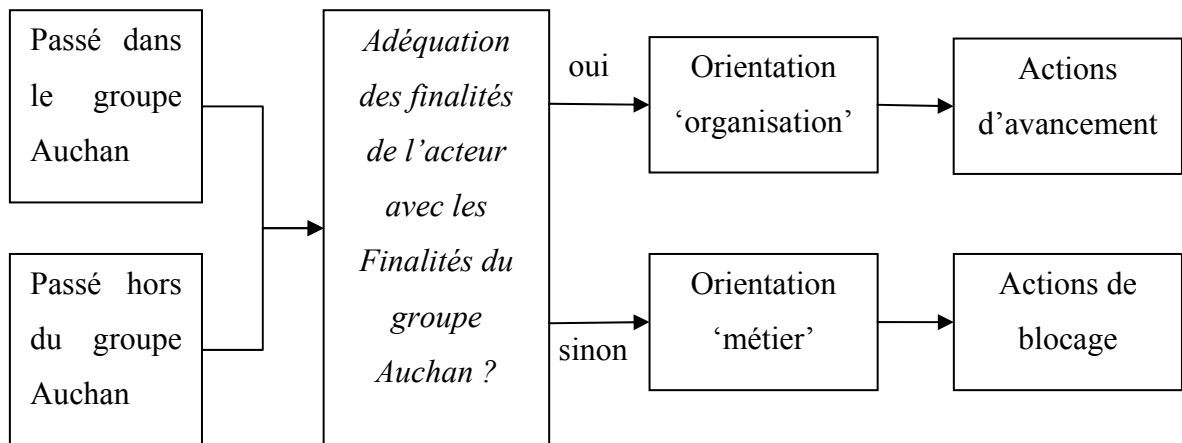 Passé dans
le groupe
Auchan
Passé hors
du groupe
Auchan
Adéquation
des finalités
de l’acteur
avec les
Finalités du
groupe
Auchan ?
oui
sinon
Orientation
‘organisation’
Actions
d’avancement
Orientation
‘métier’
Actions de
blocage